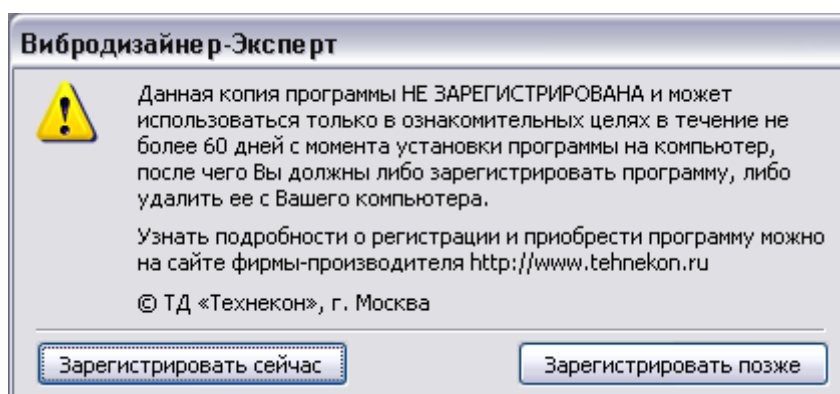 Вибродизайнер-Эксперт
Данная копия программы НЕ ЗАРЕГИСТРИРОВАНА и может
использоваться только в ознакомительных целях в течение не
более 60 дней с момента установки программы на компьютер,
после чего Вы должны либо зарегистрировать программу, либо
удалить ее с Вашего компьютера.
Узнать подробности о регистрации и приобрести программу можно
на сайте фирмы-производителя http://www.tehnekon.ru
© ТД «Технекон», г. Москва
Зарегистрировать сейчас
Зарегистрировать позже